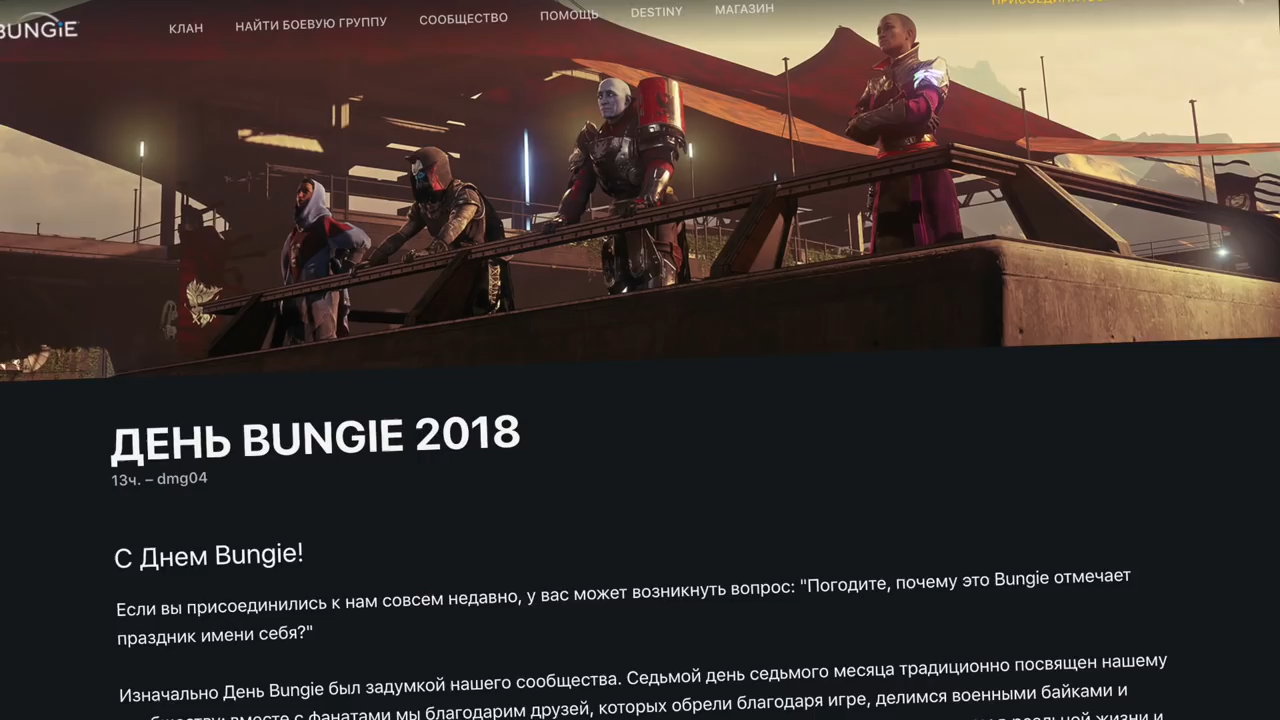 BUNGiE
КЛАН
НАЙТИ БОЕВУЮ ГРУППУ
СООБЩЕСТВО
ПОМОЩЬ
DESTINY
МАГАЗИН
ДЕНЬ BUNGIE 2018
13ч. – dmg04
С Днем Bungie!
Если вы присоединились к нам совсем недавно, у вас может возникнуть вопрос: "Погодите, почему это Bungie отмечает
праздник имени себя?"
Изначально День Bungie был задумкой нашего сообщества. Седьмой день седьмого месяца традиционно посвящен нашему
вместе с фанатами мы благодарим друзей, которых обрели благодаря игре, делимся военными байками и
в реальной жизни и